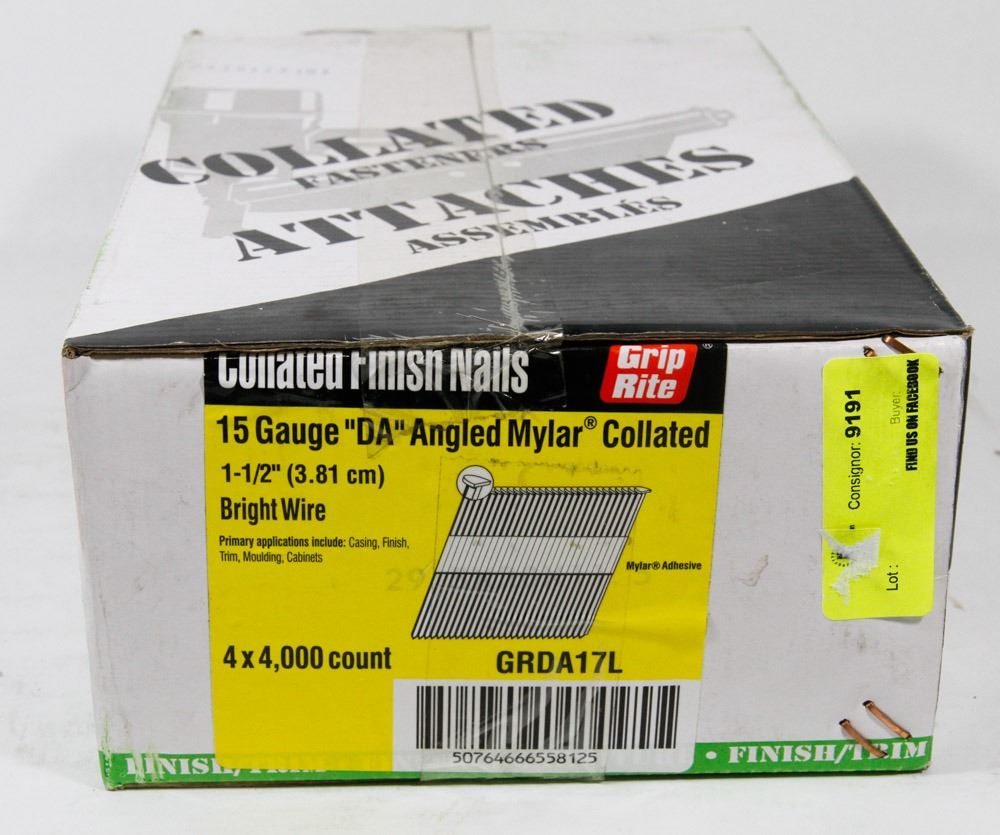 COLLATED
FASTENERS
ATTACHES
ASSEMBLÉS
Collated Finish Nails
Grip
Rite
®
15 Gauge "DA" Angled Mylar® Collated
1-1/2" (3.81 cm)
Bright Wire
Primary applications include: Casing, Finish,
Trim, Moulding, Cabinets
Mylar® Adhesive
4 x 4,000 count
GRDA17L
50764666558125
FINISH/TRIM
• FINISH/TRIM
Consignor: 9191
Lot :
Buyer:
FIND US ON FACEBOOK